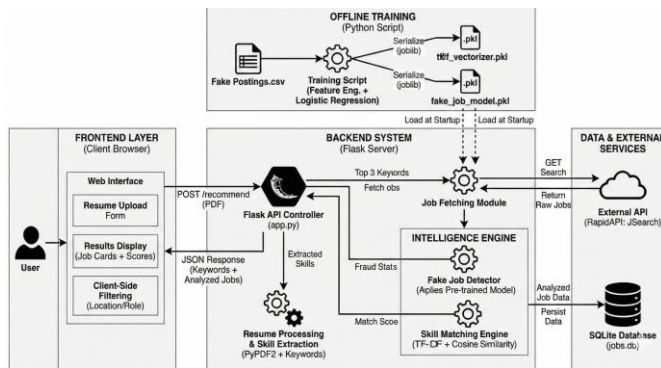 OFFLINE TRAINING
(Python Script)
Serialize
(joblib)
.pkl
tfıf_vectorizer.pkl
Fake Postings.csv
Training Script
(Feature Eng. +
Logistic Regression)
Serialize
(joblib)
.pkl
fake_job_model.pkl
Load at Startup
Load at Startup
FRONTEND LAYER
(Client Browser)
Web Interface
Resume Upload
Form
Results Display
(Job Cards + Scores)
Client-Side
Filtering
(Location/Role)
User
POST /recommend
(PDF)
JSON Response
(Keywords +
Analyzed Jobs)
BACKEND SYSTEM
(Flask Server)
Flask API Controller
(app.py)
Top 3 Keyords
Fetch obs
Job Fetching Module
Extracted
Skills
Resume Processing
& Skill Extraction
(PyPDF2 + Keywords)
INTELLIGENCE ENGINE
Fraud Stats
Fake Job Detector
(Aplies Pre-trained Model)
Match Scoe
Skill Matching Engine
(TF-DF + Cosine Similarity)
DATA & EXTERNAL
SERVICES
GET
Search
Return
Raw Jobs
External API
(RapidAPI: JSearch)
Analyzed
Job Data
Persist
Data
SQLite Database
(jobs.db)